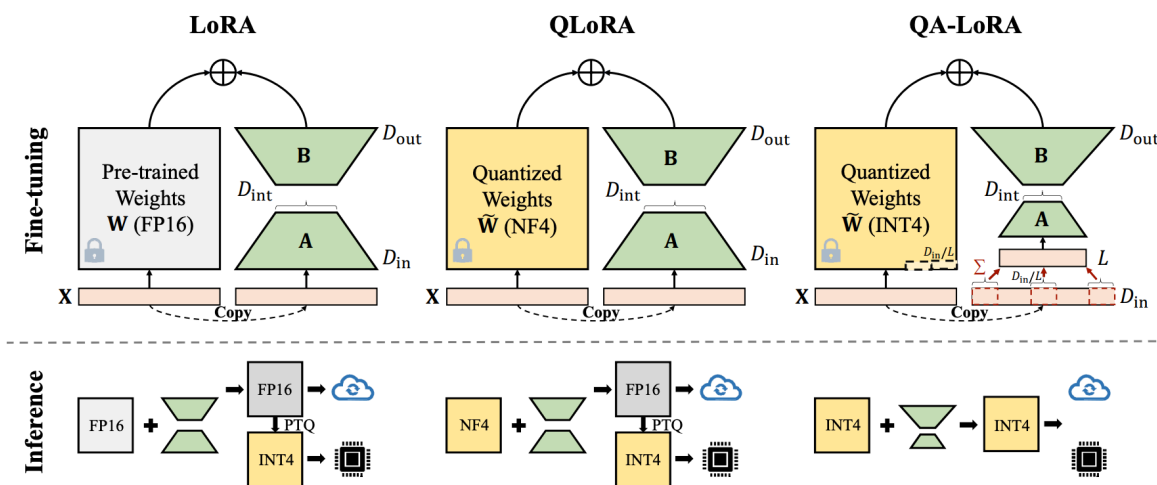 LoRA
QLoRA
QA-LoRA
Fine-tuning
Pre-trained
Weights
W (FP16)
B
D_out
D_int
A
D_in
X
Copy
Quantized
Weights
W̃ (NF4)
B
D_out
D_int
A
D_in
Copy
Quantized
Weights
W̃ (INT4)
D_in/L
B
D_out
D_int
A
L
Σ
D_in/L
D_in
X
Copy
Inference
FP16
+
FP16
PTQ
INT4
NF4
+
FP16
PTQ
INT4
INT4
+
INT4